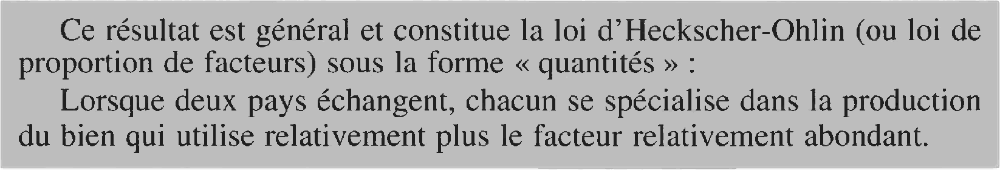 Ce résultat est général et constitue la loi d'Heckscher-Ohlin (ou loi de
proportion de facteurs) sous la forme « quantités » :
Lorsque deux pays échangent, chacun se spécialise dans la production
du bien qui utilise relativement plus le facteur relativement abondant.